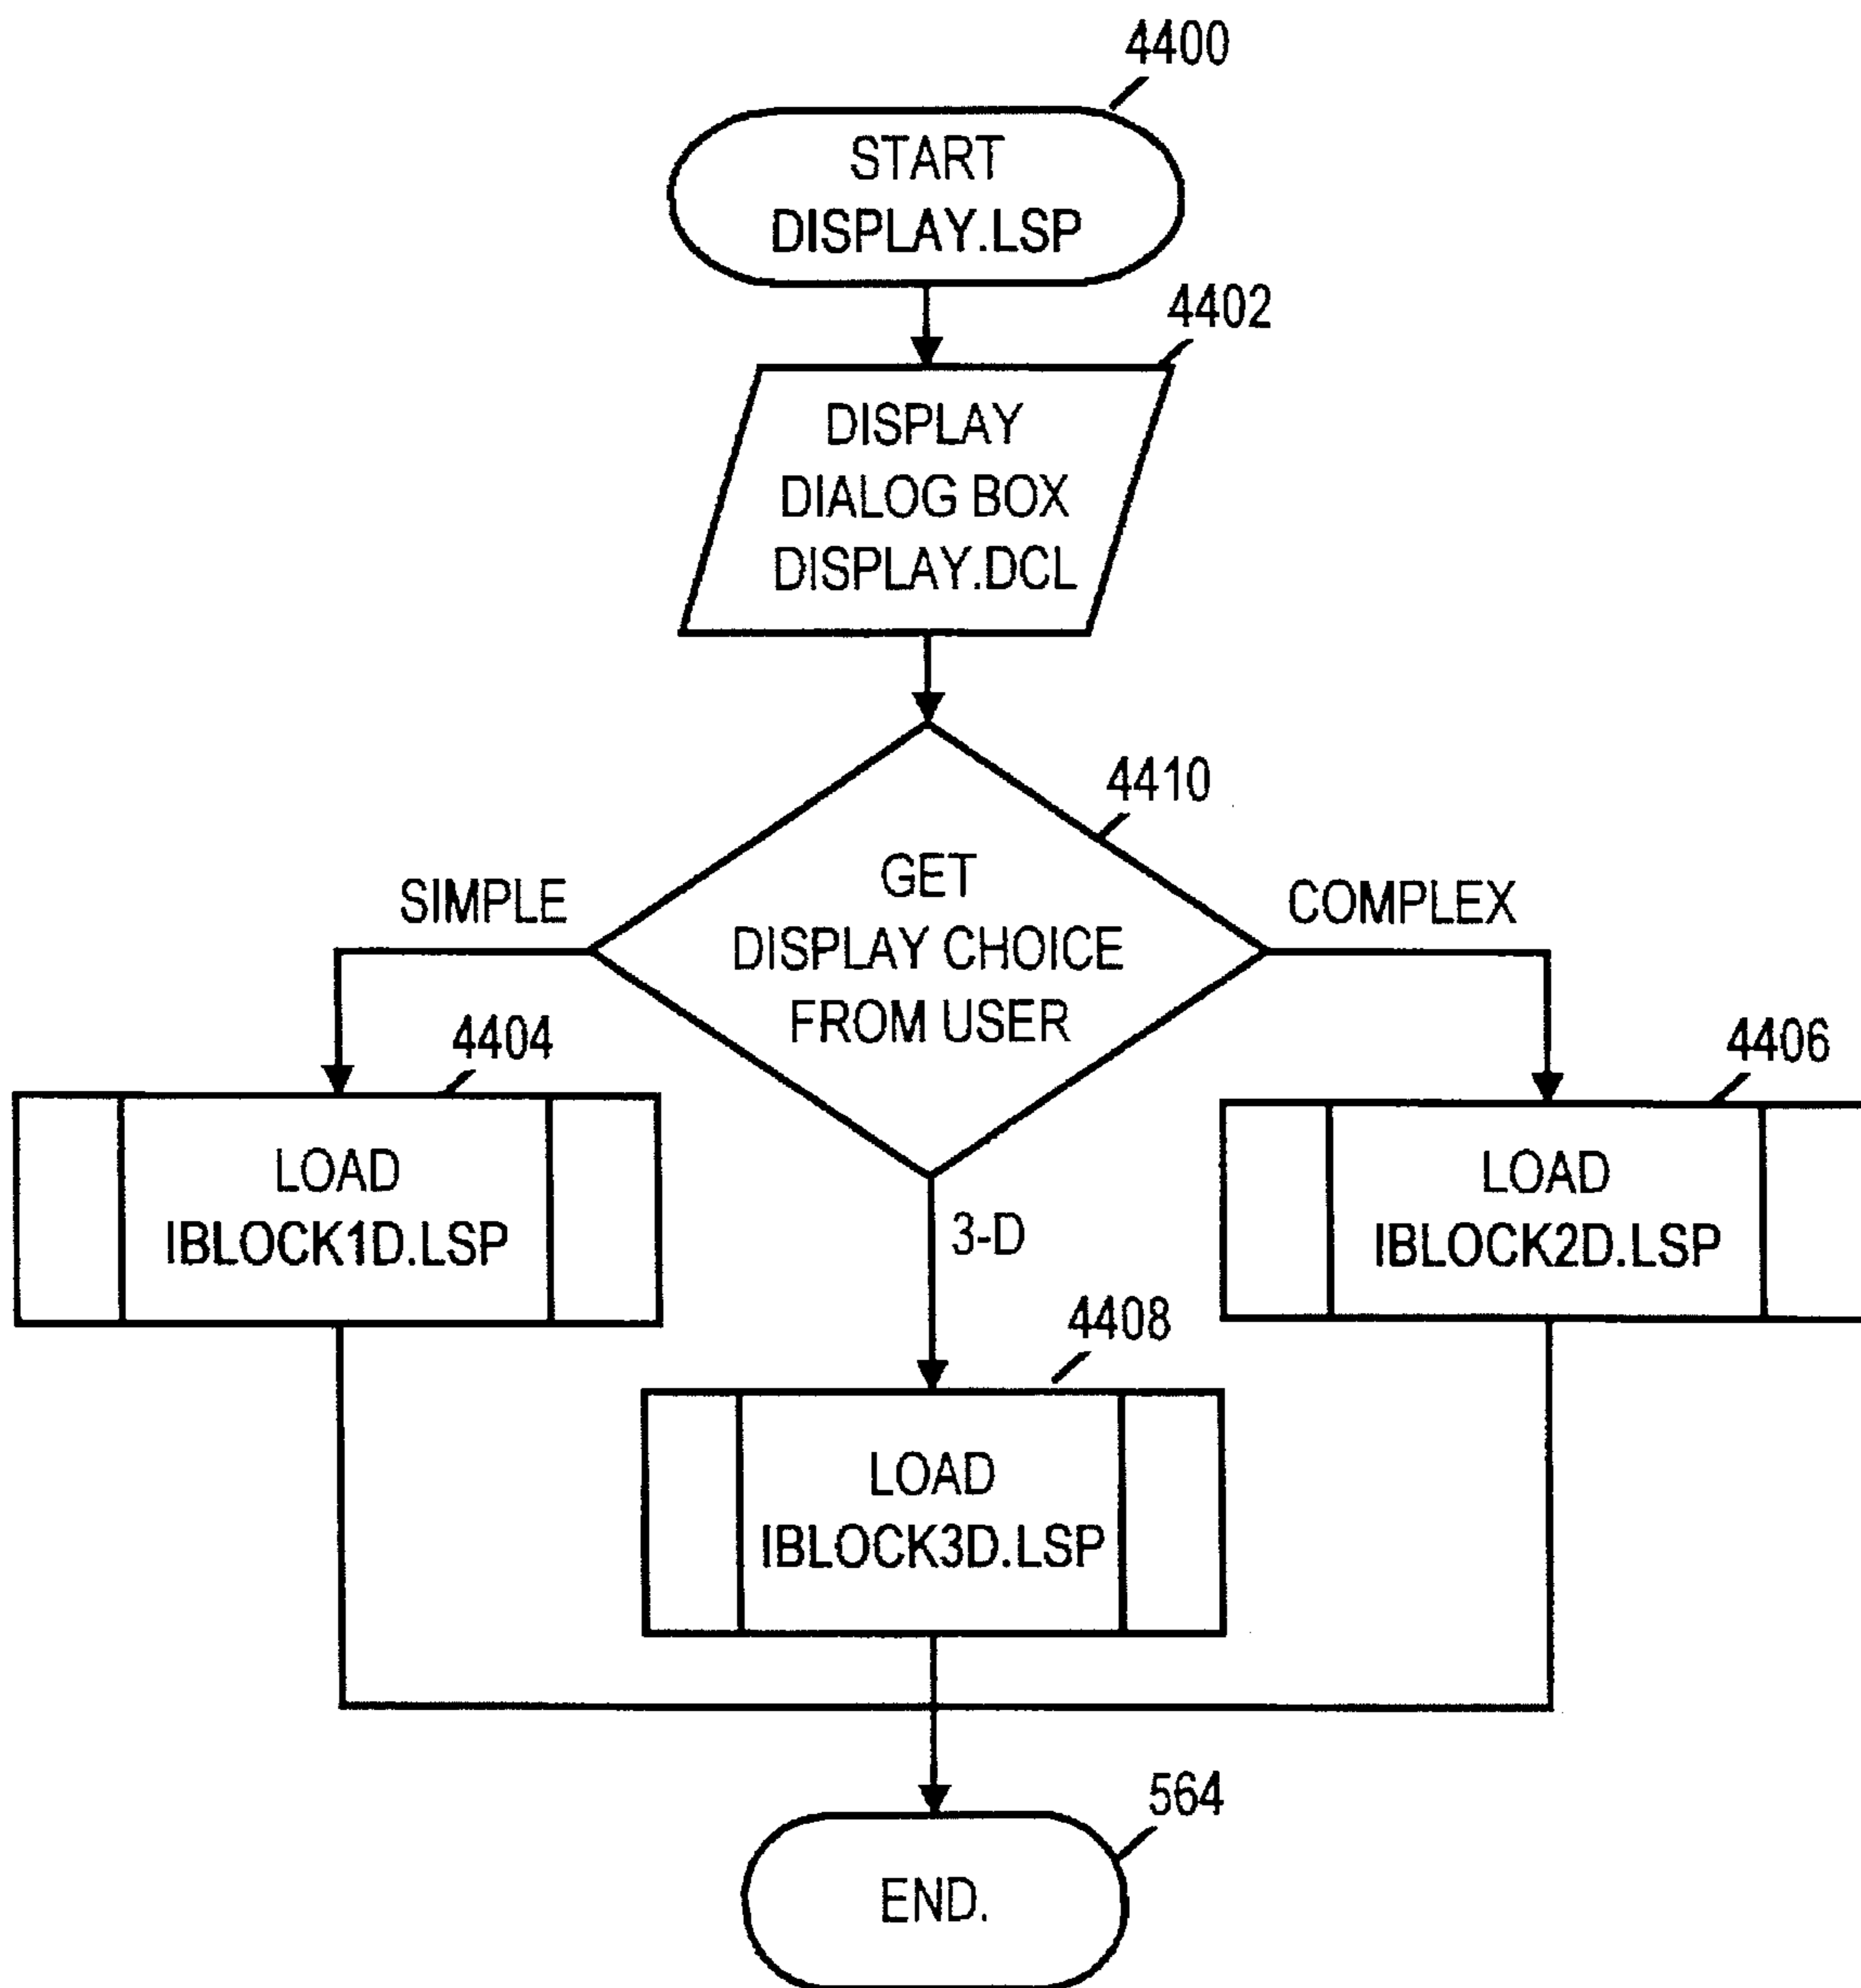 4400
START
DISPLAY.LSP
4402
DISPLAY
DIALOG BOX
DISPLAY.DCL
4410
GET
DISPLAY CHOICE
FROM USER
SIMPLE
COMPLEX
4404
LOAD
IBLOCK1D.LSP
4406
LOAD
IBLOCK2D.LSP
3-D
4408
LOAD
IBLOCK3D.LSP
564
END.